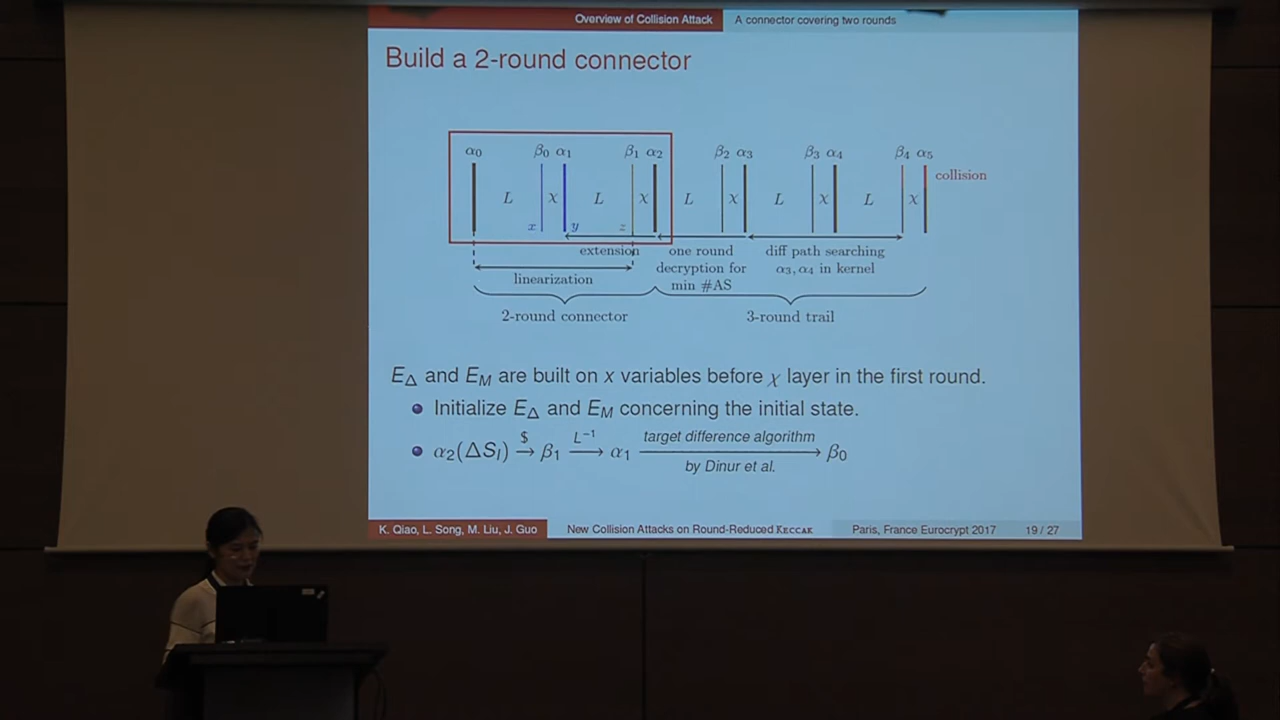 Overview of Collision Attack A connector covering two rounds
Build a 2-round connector
α₀ β₀ α₁ β₁ α₂ β₂ α₃ β₃ α₄ β₄ α₅
collision
L χ L χ L χ L χ L χ
x y z
extension one round diff path searching
decryption for α₃, α₄ in kernel
linearization min #AS
2-round connector 3-round trail
E_Δ and E_M are built on x variables before χ layer in the first round.
Initialize E_Δ and E_M concerning the initial state.
α₂(ΔS_I) $→ β₁ L⁻¹→ α₁ target difference algorithm→ β₀
by Dinur et al.
K. Qiao, L. Song, M. Liu, J. Guo New Collision Attacks on Round-Reduced KECCAK Paris, France Eurocrypt 2017 19 / 27